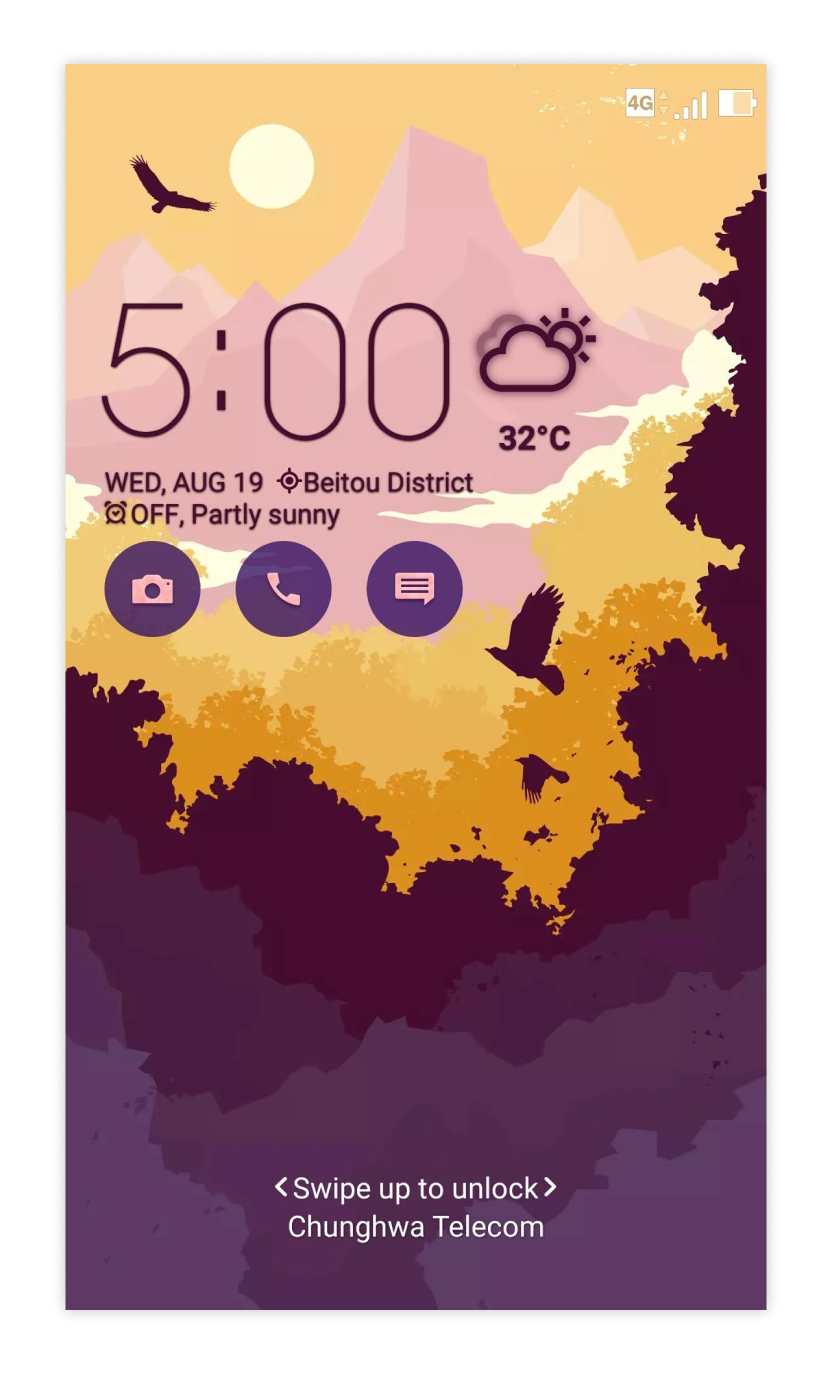 4G
5:00
32°C
WED, AUG 19 Beitou District
OFF, Partly sunny
<Swipe up to unlock>
Chunghwa Telecom